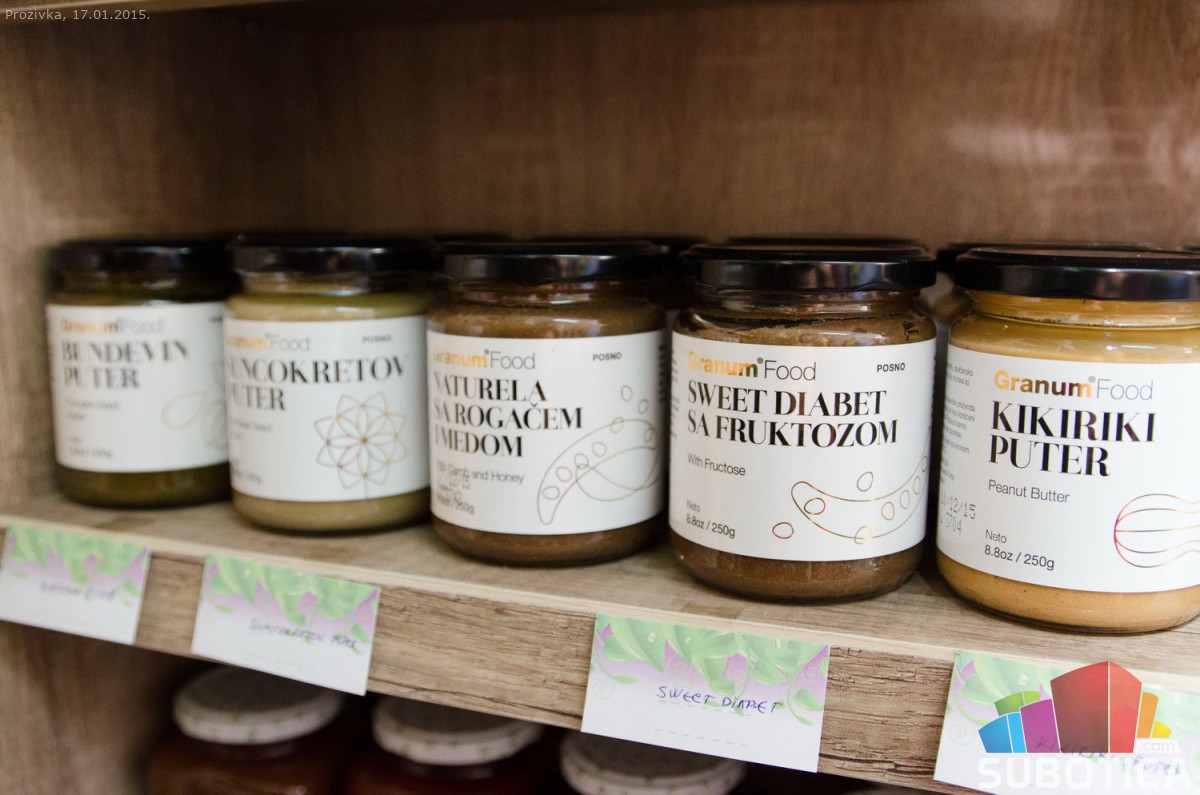 Prozivka, 17.01.2015.
Granum Food
BUNDEVIN
PUTER
Granum Food
POSNO
SUNCOKRETOV
PUTER
Granum® Food
POSNO
NATURELA
SA ROGAČEM
I MEDOM
With Carob and Honey
Granum® Food
POSNO
SWEET DIABET
SA FRUKTOZOM
With Fructose
Neto
8.8oz / 250g
Granum® Food
KIKIRIKI
PUTER
Peanut Butter
Neto
8.8oz / 250g
SWEET DIABET
.com
SUBOTICA